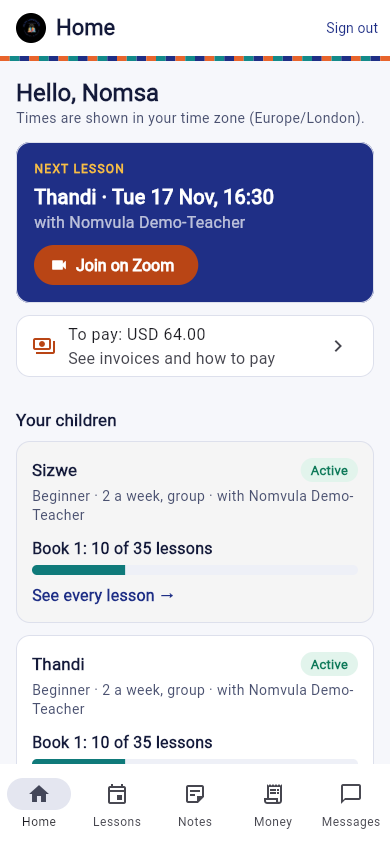 Home
Sign out
Hello, Nomsa
Times are shown in your time zone (Europe/London).
NEXT LESSON
Thandi · Tue 17 Nov, 16:30
with Nomvula Demo-Teacher
Join on Zoom
To pay: USD 64.00
See invoices and how to pay
Your children
Sizwe
Active
Beginner · 2 a week, group · with Nomvula Demo-
Teacher
Book 1: 10 of 35 lessons
See every lesson →
Thandi
Active
Beginner · 2 a week, group · with Nomvula Demo-
Teacher
Book 1: 10 of 35 lessons
Home
Lessons
Notes
Money
Messages